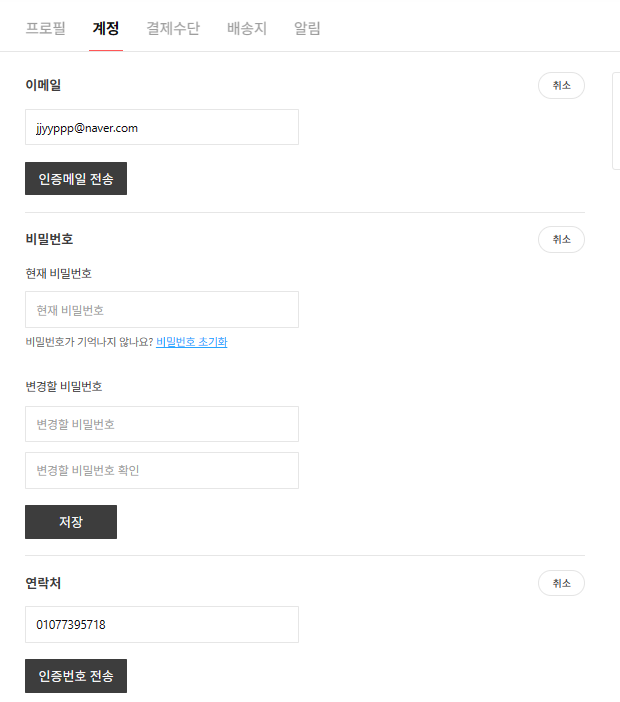 프로필 계정 결제수단 배송지 알림
이메일 취소
jjyyppp@naver.com
인증메일 전송
비밀번호 취소
현재 비밀번호
현재 비밀번호
비밀번호가 기억나지 않나요? 비밀번호 초기화
변경할 비밀번호
변경할 비밀번호
변경할 비밀번호 확인
저장
연락처 취소
01077395718
인증번호 전송